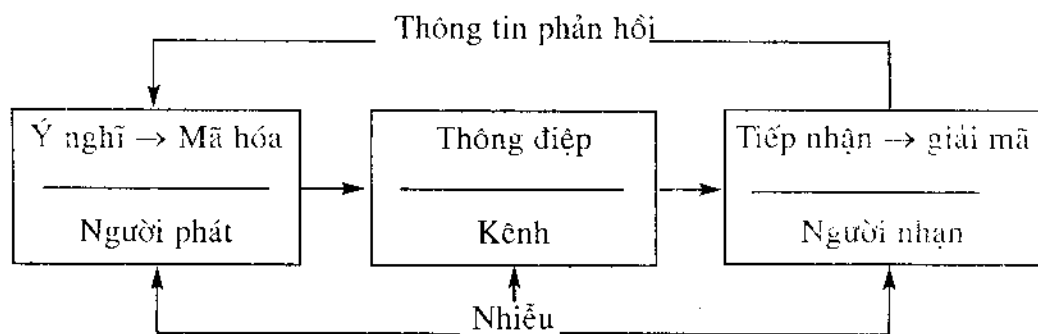 Thông tin phản hồi
Ý nghĩ → Mã hóa
Người phát
Thông điệp
Kênh
Tiếp nhận → giải mã
Người nhận
Nhiễu